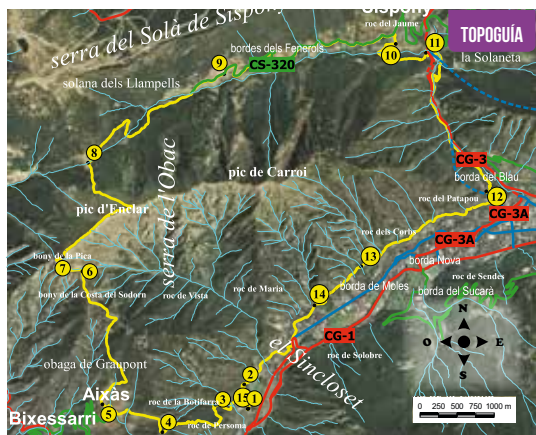 Sispony
roc del Jaume
TOPOGUÍA
serra del Solà de Sispony
bordes dels Fenerols
11
10
9
CS-320
la Solaneta
solana dels Llampells
8
CG-3
borda del Blau
pic de Carroi
serra de l'Obac
roc del Patapou
12
pic d'Enclar
CG-3A
CG-3A
roc dels Corbs
bony de la Pica
13
borda Nova
7
6
roc de Sendes
roc de Maria
borda de Moles
borda del Sucarà
bony de la Costa del Sodorn
roc de Vista
14
N
CG-1
O
E
el Sincloset
roc de Solobre
S
obaga de Graupont
2
Aixàs
roc de la Botifarra
3
15
1
0
250
500
750
1000 m
Bixessarri
5
4
roc de Persoma